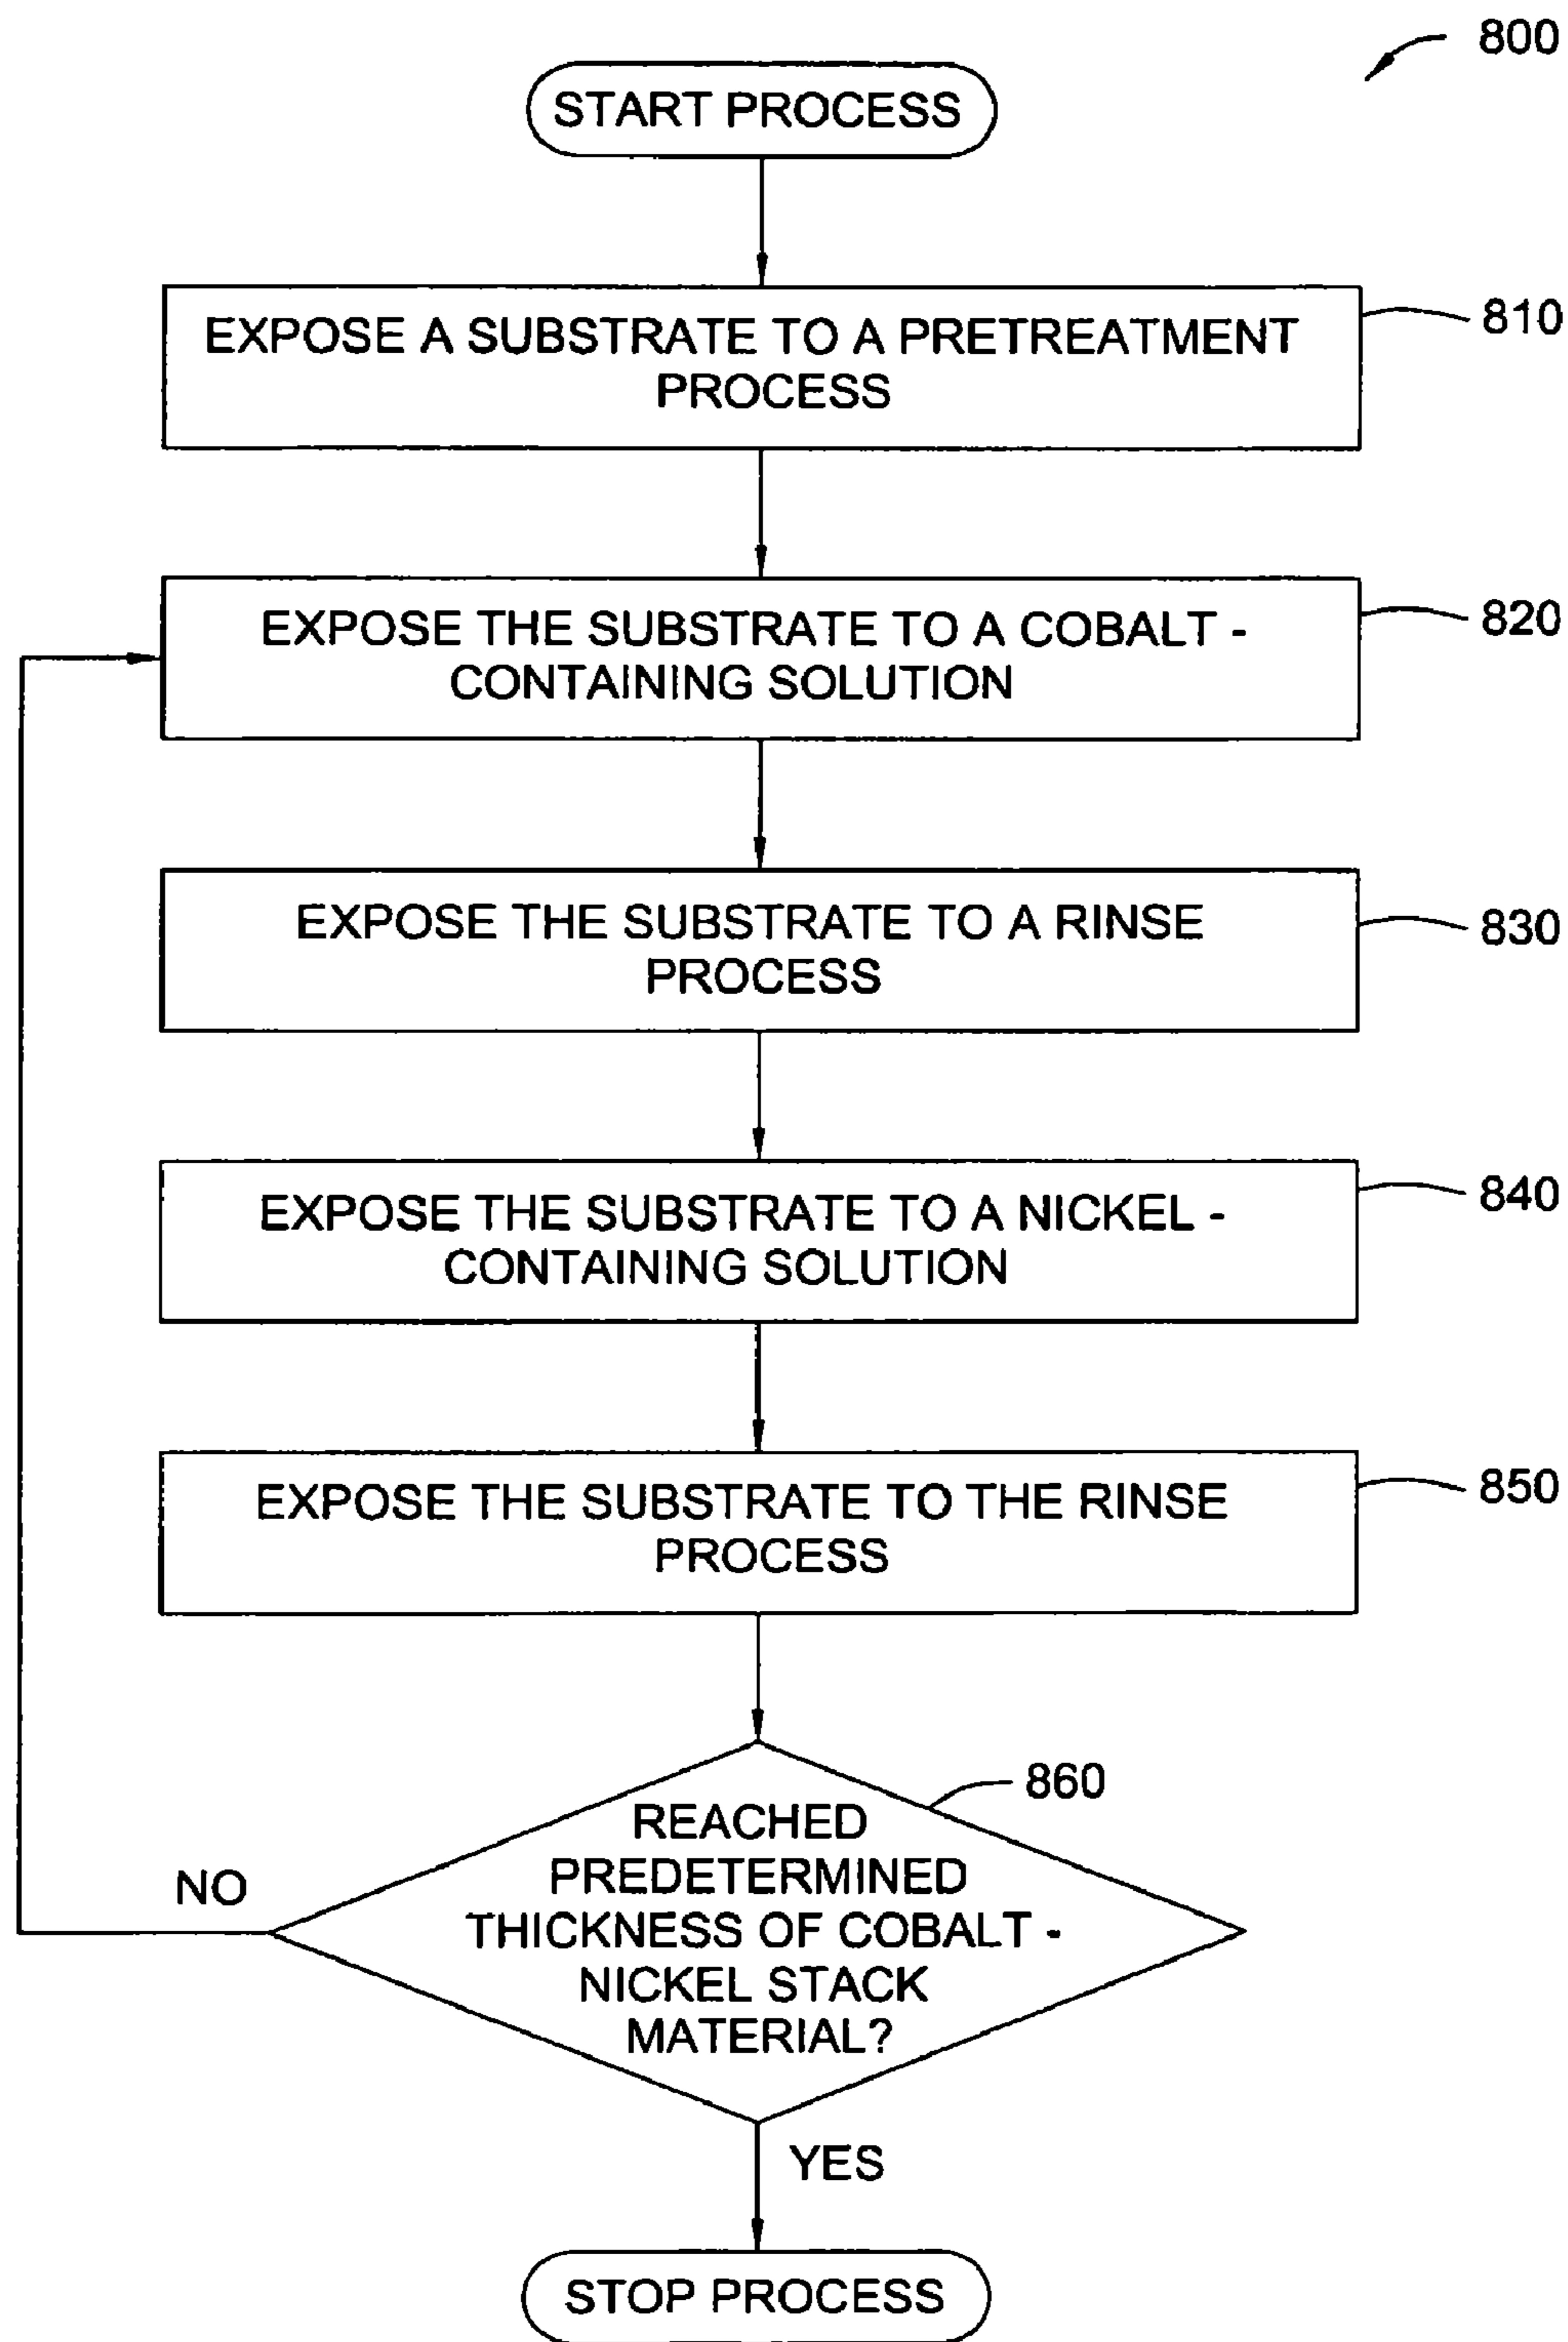 800
START PROCESS
EXPOSE A SUBSTRATE TO A PRETREATMENT
PROCESS
810
EXPOSE THE SUBSTRATE TO A COBALT -
CONTAINING SOLUTION
820
EXPOSE THE SUBSTRATE TO A RINSE
PROCESS
830
EXPOSE THE SUBSTRATE TO A NICKEL -
CONTAINING SOLUTION
840
EXPOSE THE SUBSTRATE TO THE RINSE
PROCESS
850
860
REACHED
PREDETERMINED
THICKNESS OF COBALT -
NICKEL STACK
MATERIAL?
NO
YES
STOP PROCESS